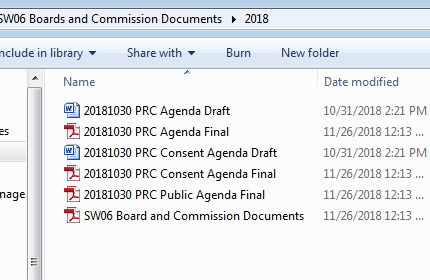 SW06 Boards and Commission Documents 2018
nclude in library Share with Burn New folder
Name Date modified
20181030 PRC Agenda Draft 10/31/2018 2:21 PM
20181030 PRC Agenda Final 11/26/2018 12:13 ...
es 20181030 PRC Consent Agenda Draft 10/31/2018 2:21 PM
20181030 PRC Consent Agenda Final 11/26/2018 12:13 ...
nage 20181030 PRC Public Agenda Final 11/26/2018 12:13 ...
SW06 Board and Commission Documents 11/26/2018 12:13 ...